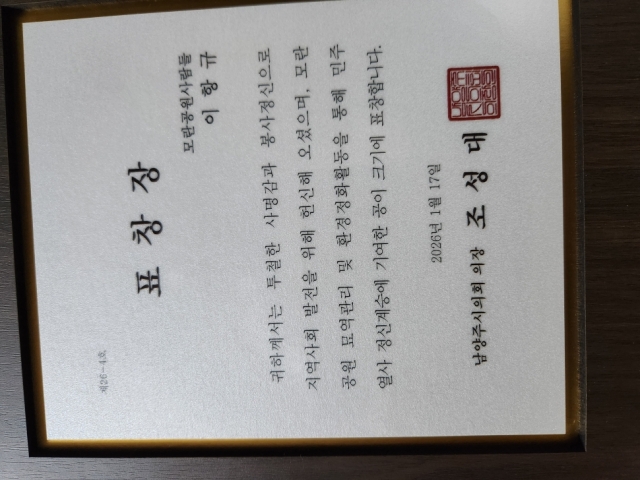 제26-4호
표 창 장
모란공원사람들
이 항 규
귀하께서는 투철한 사명감과 봉사정신으로
지역사회 발전을 위해 헌신해 오셨으며, 모란
공원 묘역관리 및 환경정화활동을 통해 민주
열사 정신계승에 기여한 공이 크기에 표창합니다.
2026년 1월 17일
남양주시의회 의장 조 성 대